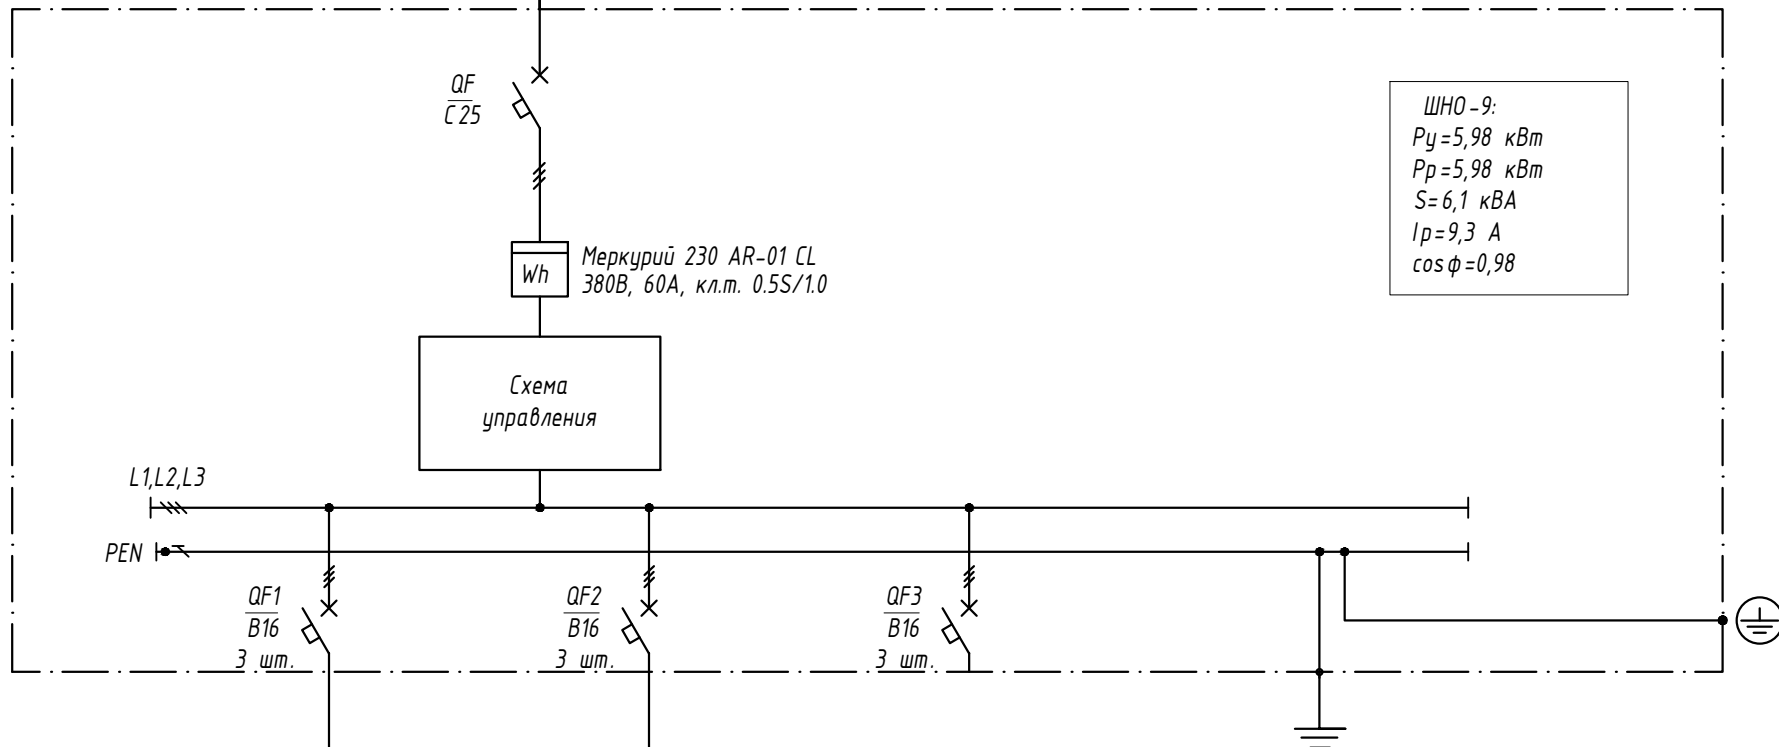 QF
C25
ШНО-9:
Ру=5,98 кВт
Рр=5,98 кВт
S=6,1 кВА
Iр=9,3 А
cosφ=0,98
Меркурий 230 AR-01 CL
380В, 60А, кл.т. 0.5S/1.0
Wh
Схема
управления
L1,L2,L3
PEN
QF1
B16
3 шт.
QF2
B16
3 шт.
QF3
B16
3 шт.